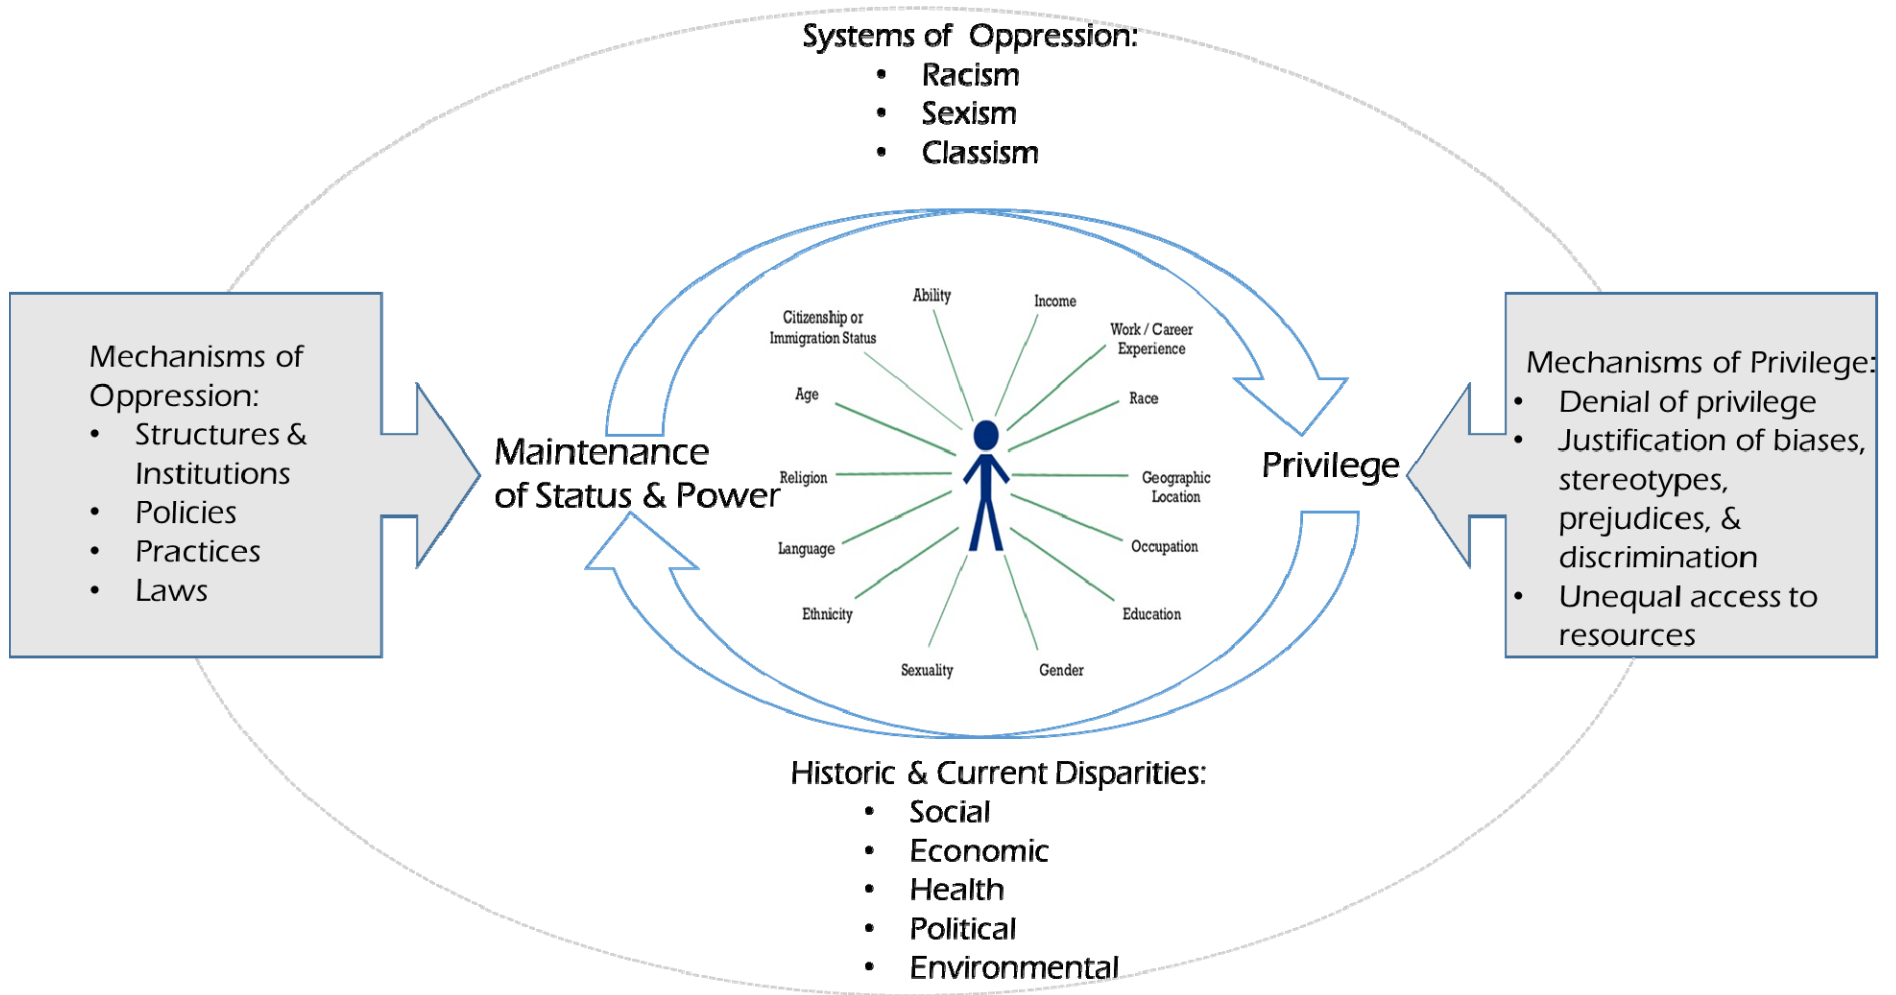 Systems of Oppression:
• Racism
• Sexism
• Classism
Mechanisms of
Oppression:
• Structures &
Institutions
• Policies
• Practices
• Laws
Maintenance
of Status & Power
Ability
Income
Citizenship or
Immigration Status
Work / Career
Experience
Age
Race
Religion
Geographic
Location
Language
Occupation
Ethnicity
Education
Sexuality
Gender
Privilege
Mechanisms of Privilege:
• Denial of privilege
• Justification of biases,
stereotypes,
prejudices, &
discrimination
• Unequal access to
resources
Historic & Current Disparities:
• Social
• Economic
• Health
• Political
• Environmental